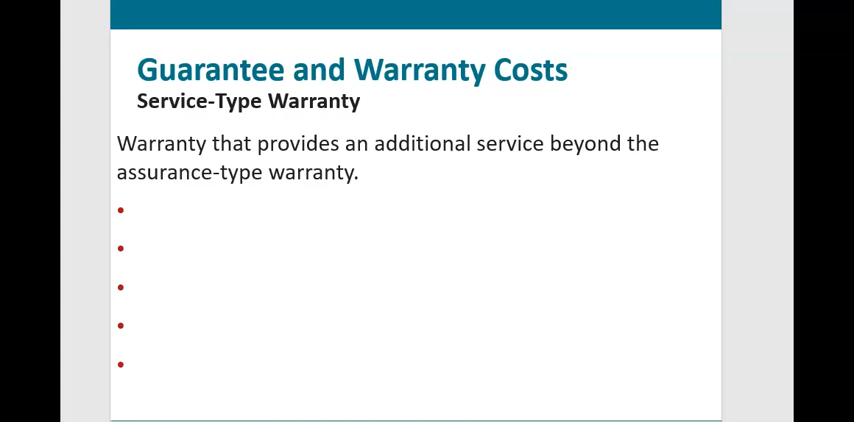 Guarantee and Warranty Costs
Service-Type Warranty
Warranty that provides an additional service beyond the
assurance-type warranty.
•
•
•
•
•